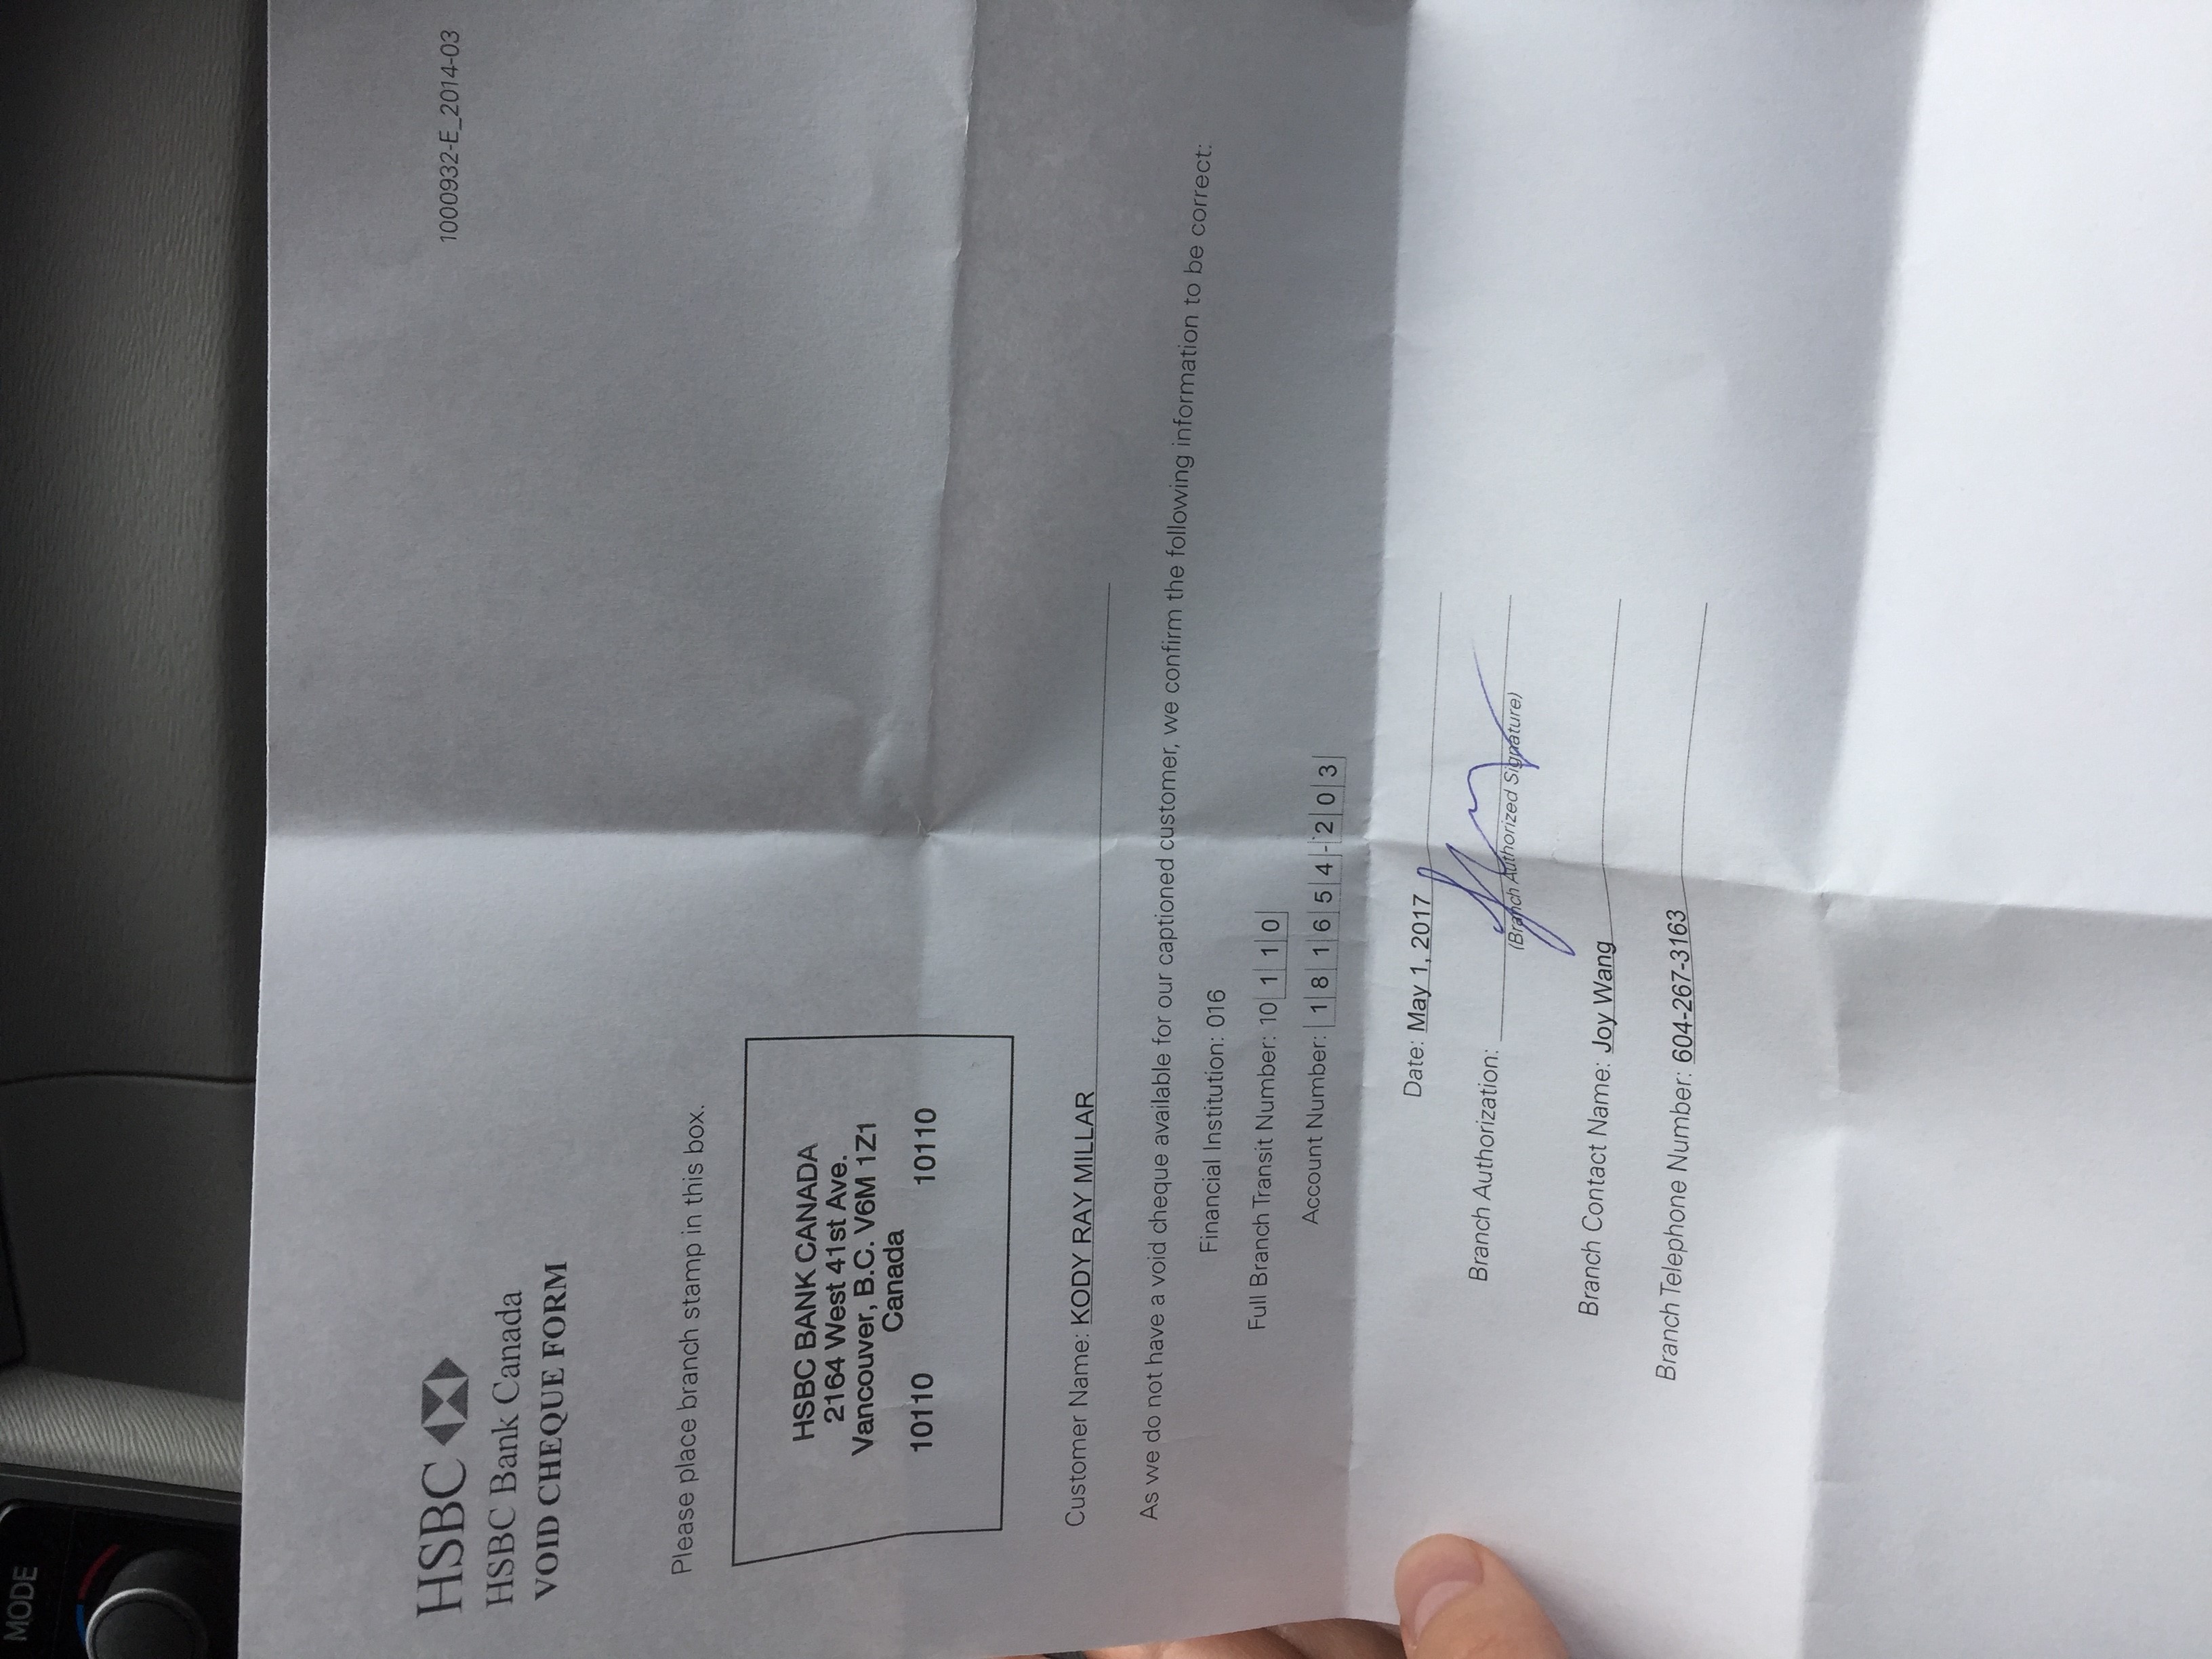 MODE
HSBC
1000932-E_2014-03
HSBC Bank Canada
VOID CHEQUE FORM
Please place branch stamp in this box.
HSBC BANK CANADA
2164 West 41st Ave.
Vancouver, B.C. V6M 1Z1
Canada
10110 10110
Customer Name: KODY RAY MILLAR
As we do not have a void cheque available for our captioned customer, we confirm the following information to be correct:
Financial Institution: 016
Full Branch Transit Number: 10 1 1 0
Account Number: 1 8 1 6 5 4 - 2 0 3
Date: May 1, 2017
Branch Authorization:
(Branch Authorized Signature)
Branch Contact Name: Joy Wang
Branch Telephone Number: 604-267-3163